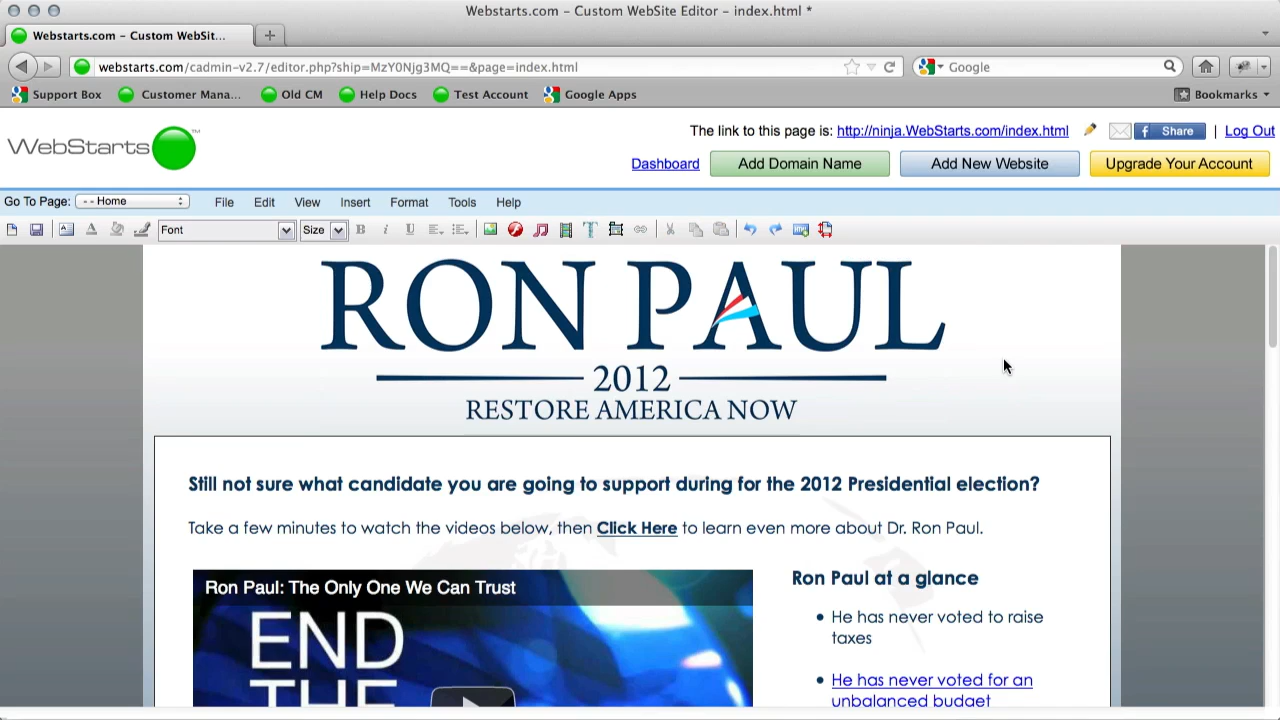 Webstarts.com – Custom WebSite Editor – index.html *
Webstarts.com – Custom WebSit...
webstarts.com/cadmin-v2.7/editor.php?ship=MzY0Njg3MQ==&page=index.html
Google
Support Box
Customer Mana...
Old CM
Help Docs
Test Account
Google Apps
Bookmarks
WebStarts™
The link to this page is: http://ninja.WebStarts.com/index.html
f Share | Log Out
Dashboard
Add Domain Name
Add New Website
Upgrade Your Account
Go To Page: - - Home
File Edit View Insert Format Tools Help
Font
Size
B i U
RON PAUL
2012
RESTORE AMERICA NOW
Still not sure what candidate you are going to support during for the 2012 Presidential election?
Take a few minutes to watch the videos below, then Click Here to learn even more about Dr. Ron Paul.
Ron Paul: The Only One We Can Trust
END
THE
Ron Paul at a glance
• He has never voted to raise
taxes
• He has never voted for an
unbalanced budget